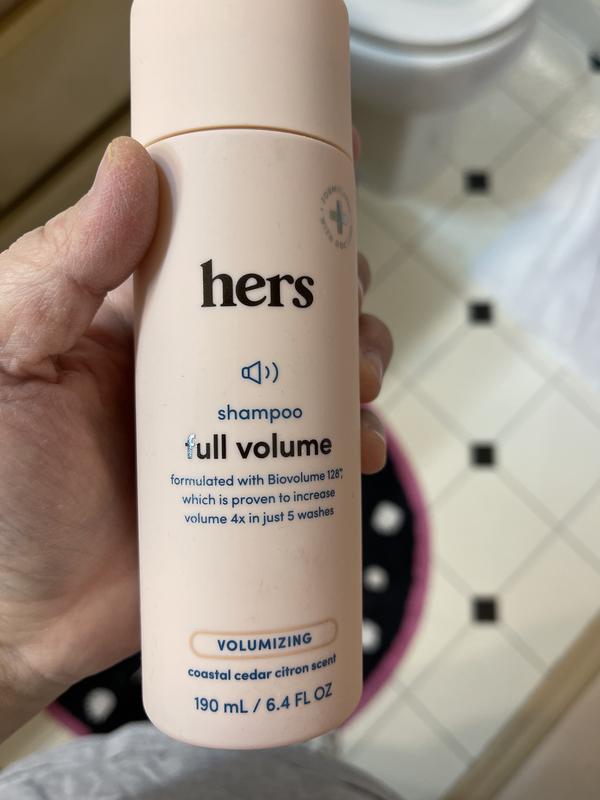 hers
shampoo
full volume
formulated with Biovolume 128™,
which is proven to increase
volume 4x in just 5 washes
VOLUMIZING
coastal cedar citron scent
190 mL / 6.4 FL OZ